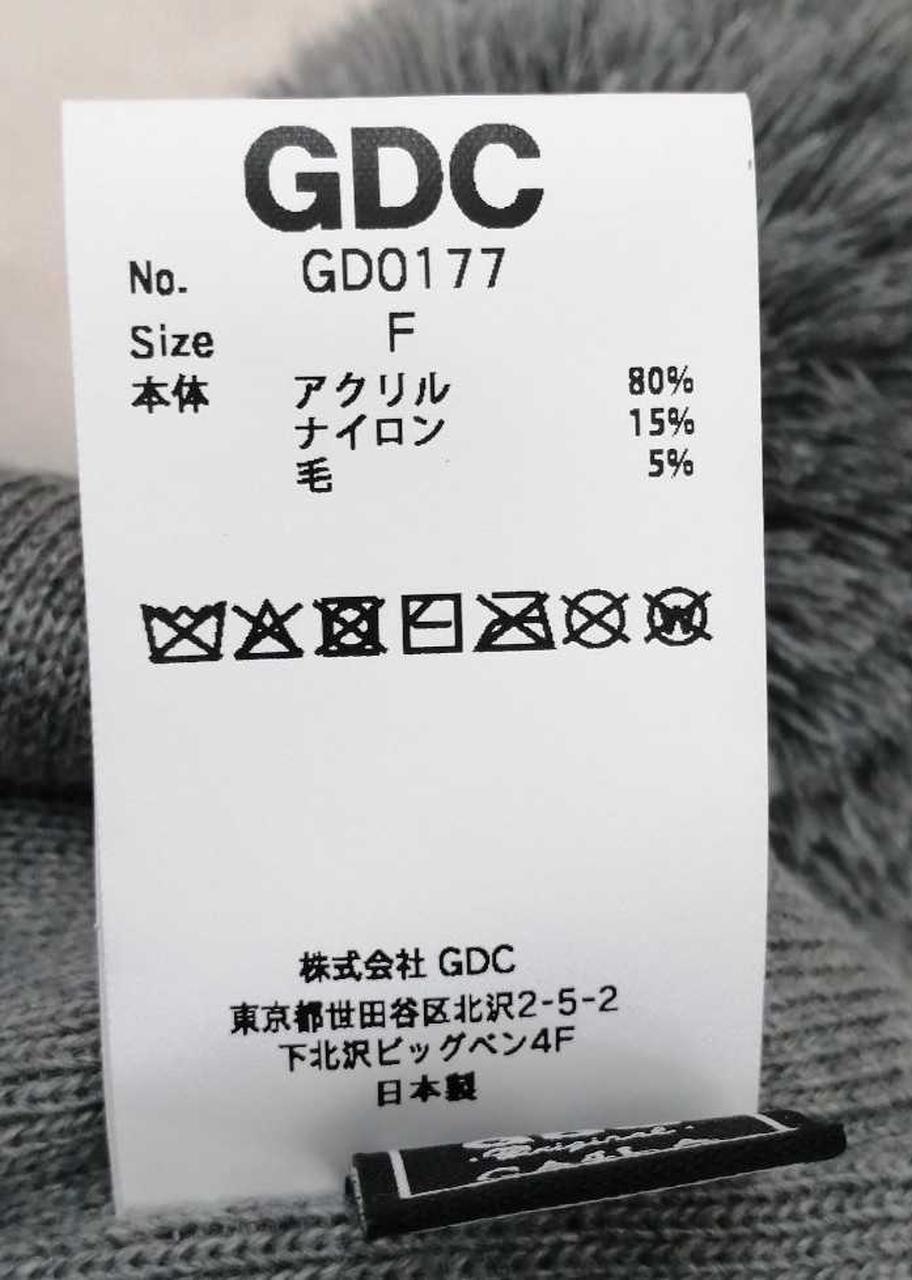 GDC
No. GD0177
Size F
本体 アクリル 80%
ナイロン 15%
毛 5%
W
株式会社 GDC
東京都世田谷区北沢2-5-2
下北沢ビッグベン4F
日本製
Original